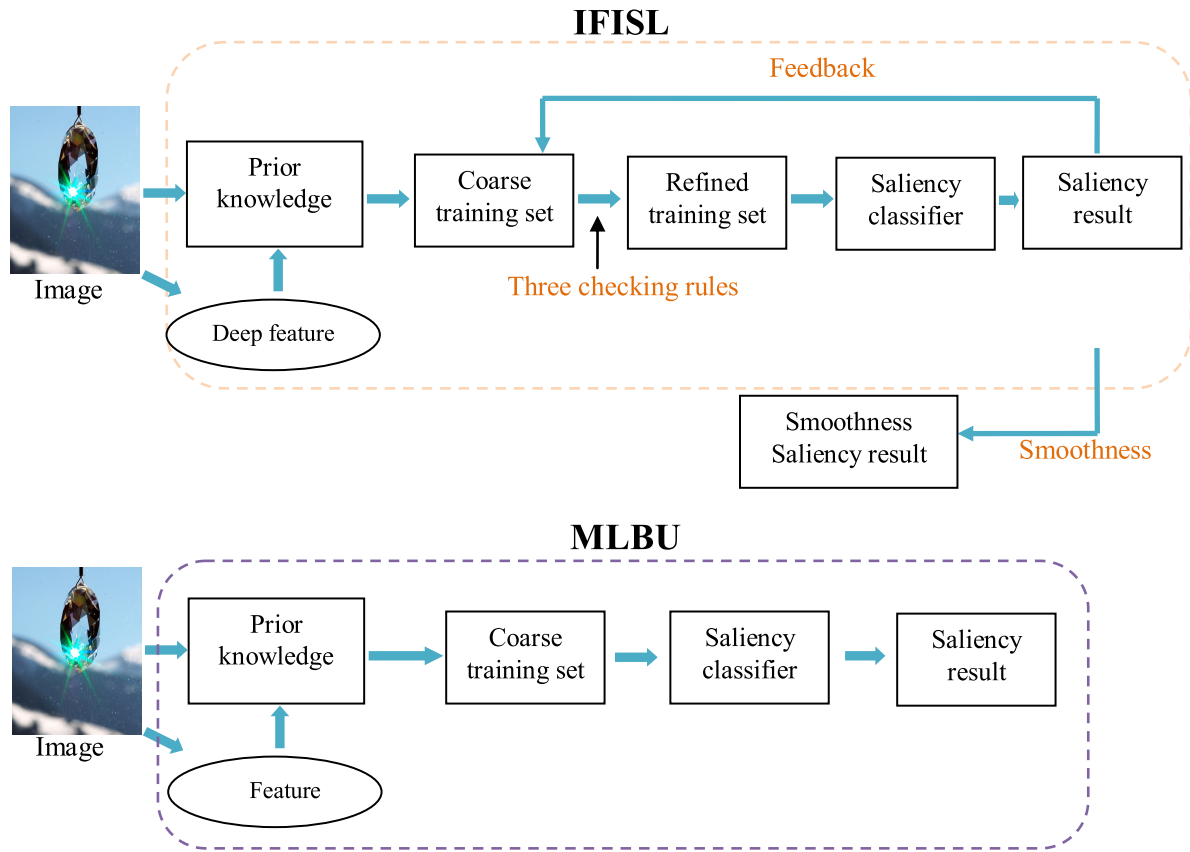 IFISL
Feedback
Prior
knowledge
Coarse
training set
Refined
training set
Saliency
classifier
Saliency
result
Three checking rules
Image
Deep feature
Smoothness
Saliency result
Smoothness
MLBU
Prior
knowledge
Coarse
training set
Saliency
classifier
Saliency
result
Image
Feature